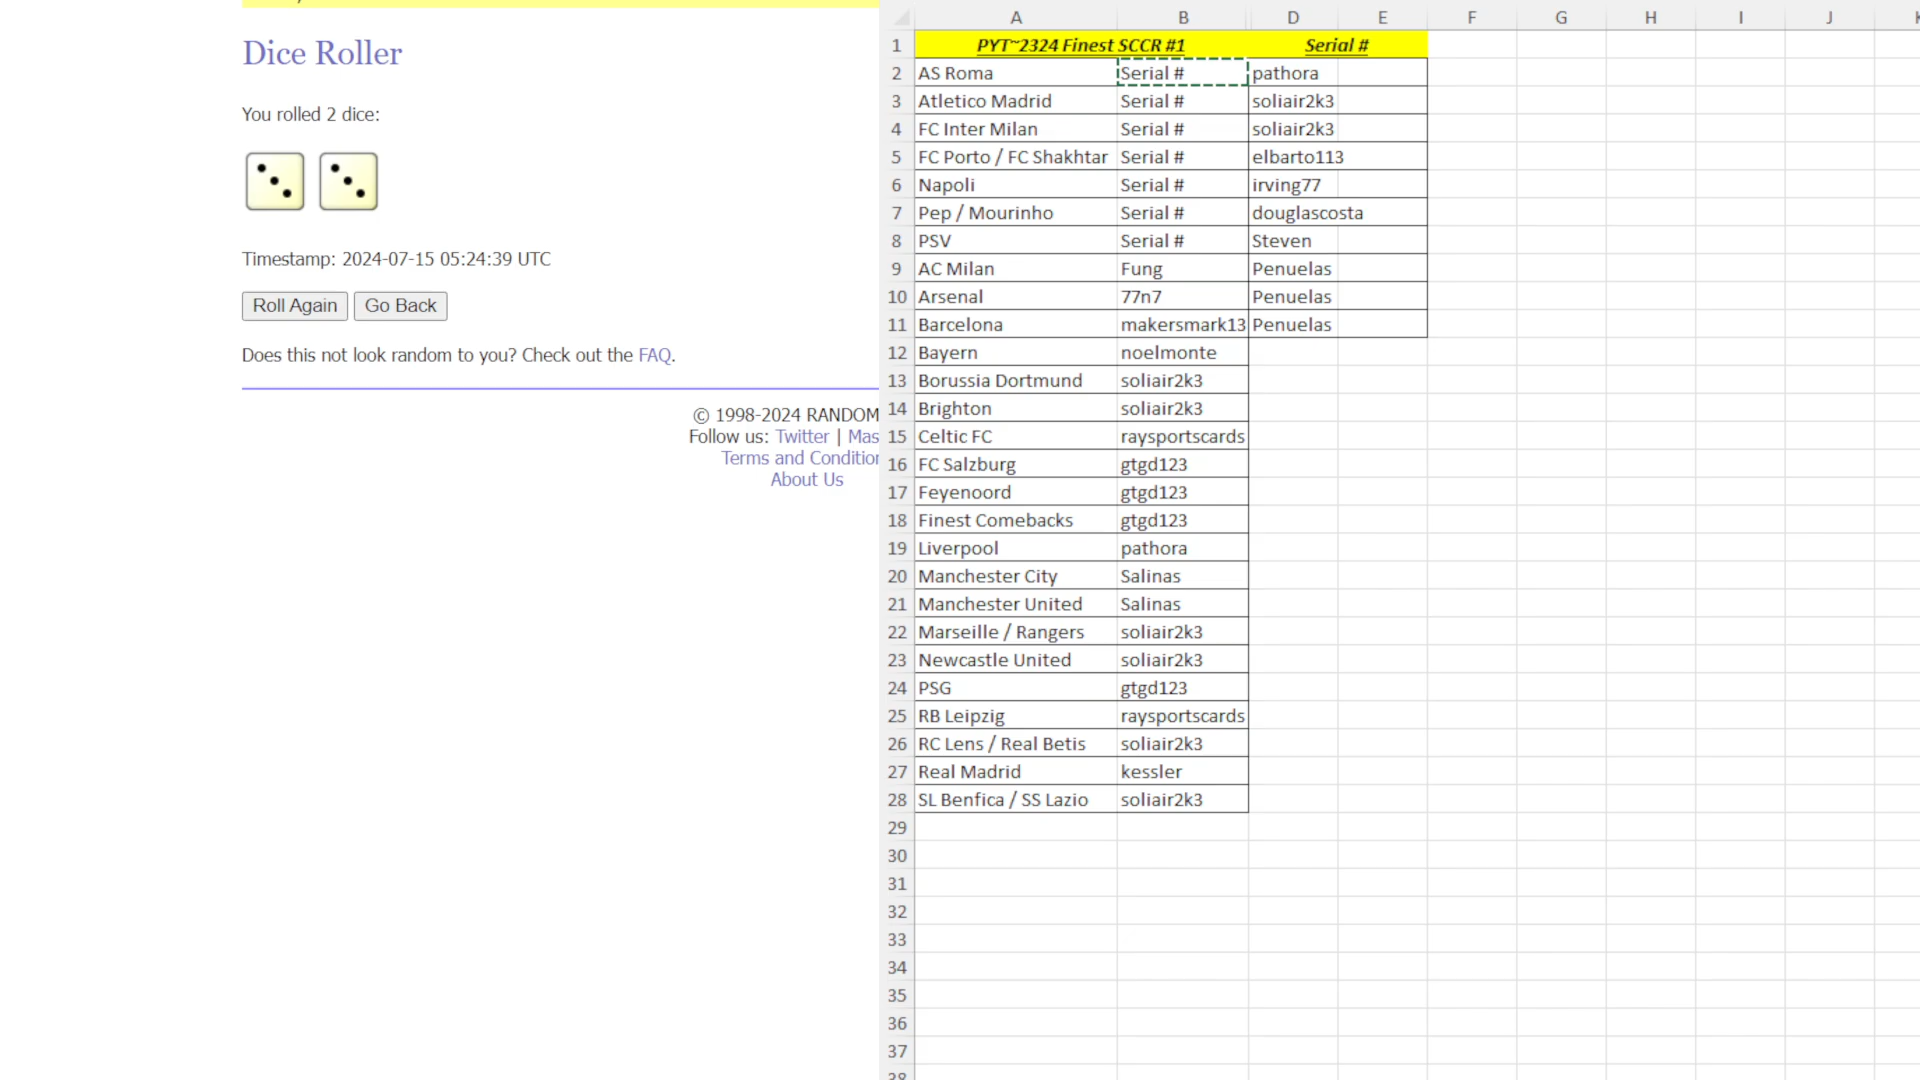 Dice Roller
You rolled 2 dice:
Timestamp: 2024-07-15 05:24:39 UTC
Roll Again Go Back
Does this not look random to you? Check out the FAQ.
© 1998-2024 RANDOM
Follow us: Twitter | Mas
Terms and Condition
About Us
A B D E F G H I J K
1 PYT~2324 Finest SCCR #1 Serial #
2 AS Roma Serial # pathora
3 Atletico Madrid Serial # soliair2k3
4 FC Inter Milan Serial # soliair2k3
5 FC Porto / FC Shakhtar Serial # elbarto113
6 Napoli Serial # irving77
7 Pep / Mourinho Serial # douglascosta
8 PSV Serial # Steven
9 AC Milan Fung Penuelas
10 Arsenal 77n7 Penuelas
11 Barcelona makersmark13 Penuelas
12 Bayern noelmonte
13 Borussia Dortmund soliair2k3
14 Brighton soliair2k3
15 Celtic FC raysportscards
16 FC Salzburg gtgd123
17 Feyenoord gtgd123
18 Finest Comebacks gtgd123
19 Liverpool pathora
20 Manchester City Salinas
21 Manchester United Salinas
22 Marseille / Rangers soliair2k3
23 Newcastle United soliair2k3
24 PSG gtgd123
25 RB Leipzig raysportscards
26 RC Lens / Real Betis soliair2k3
27 Real Madrid kessler
28 SL Benfica / SS Lazio soliair2k3
29
30
31
32
33
34
35
36
37
38